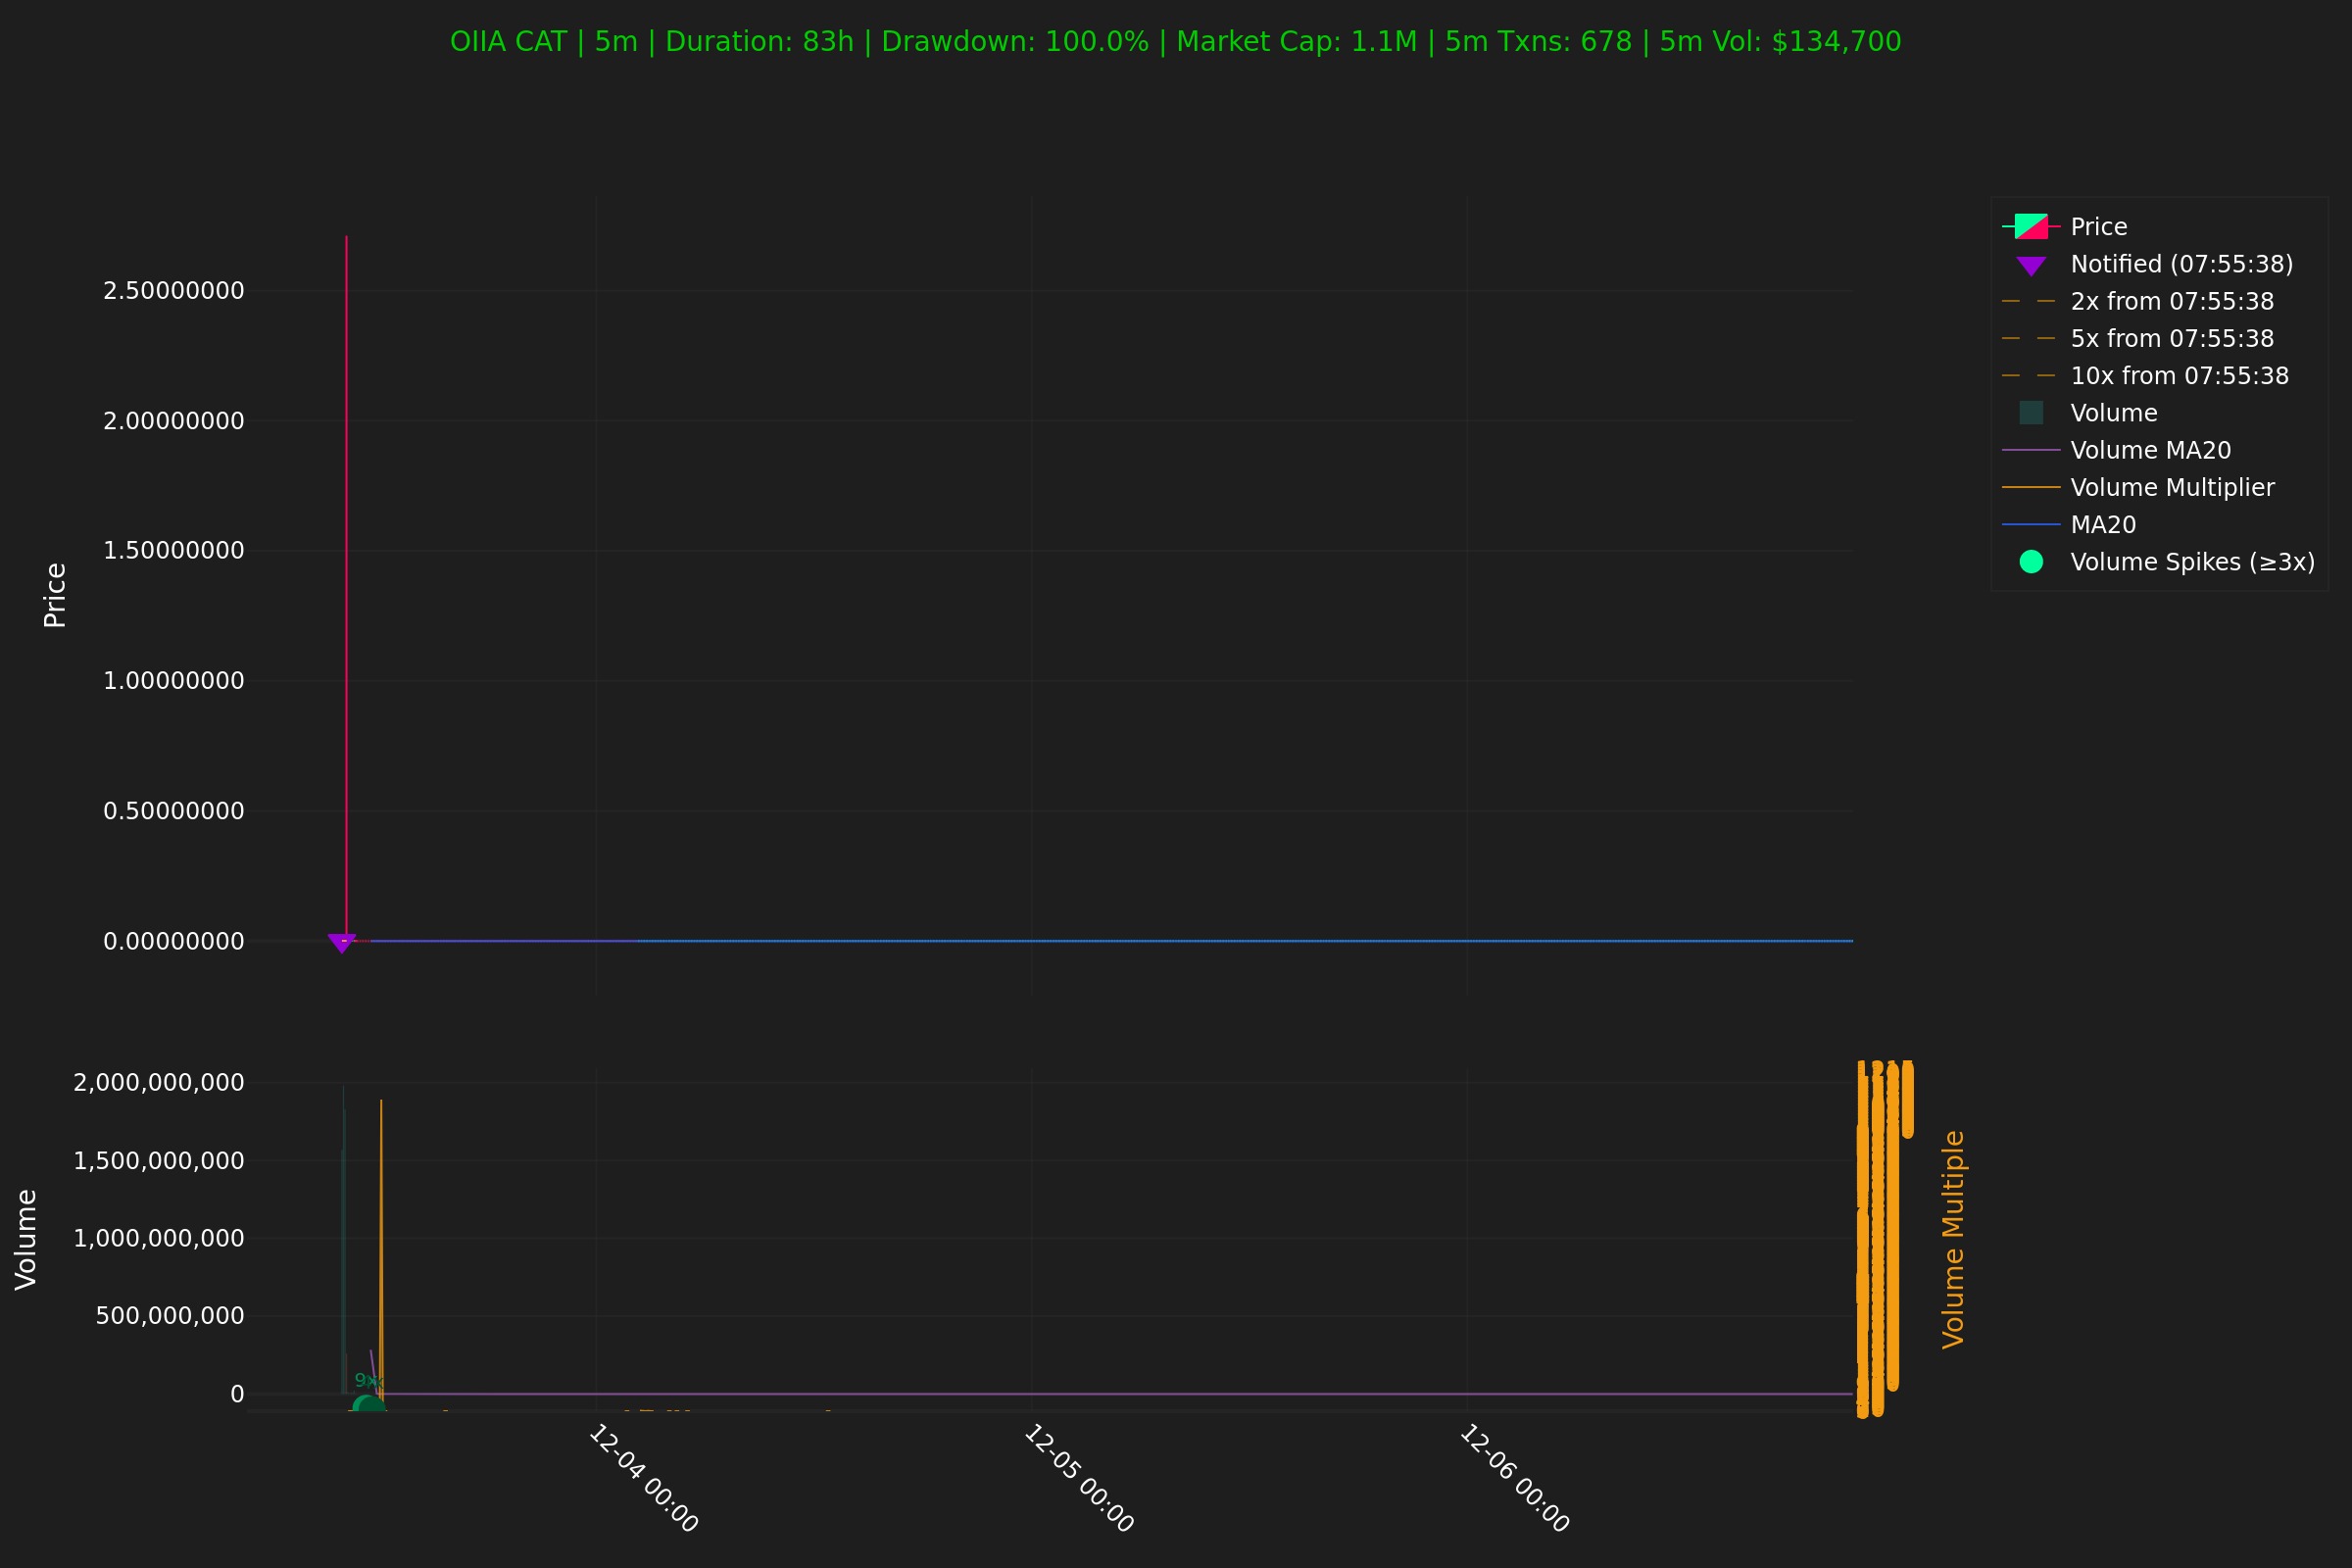 OIIA CAT | 5m | Duration: 83h | Drawdown: 100.0% | Market Cap: 1.1M | 5m Txns: 678 | 5m Vol: $134,700
Price
2.50000000
2.00000000
1.50000000
1.00000000
0.50000000
0.00000000
Price
Notified (07:55:38)
2x from 07:55:38
5x from 07:55:38
10x from 07:55:38
Volume
Volume MA20
Volume Multiplier
MA20
Volume Spikes (≥3x)
Volume
2,000,000,000
1,500,000,000
1,000,000,000
500,000,000
0
9x
Volume Multiple
12-04 00:00
12-05 00:00
12-06 00:00